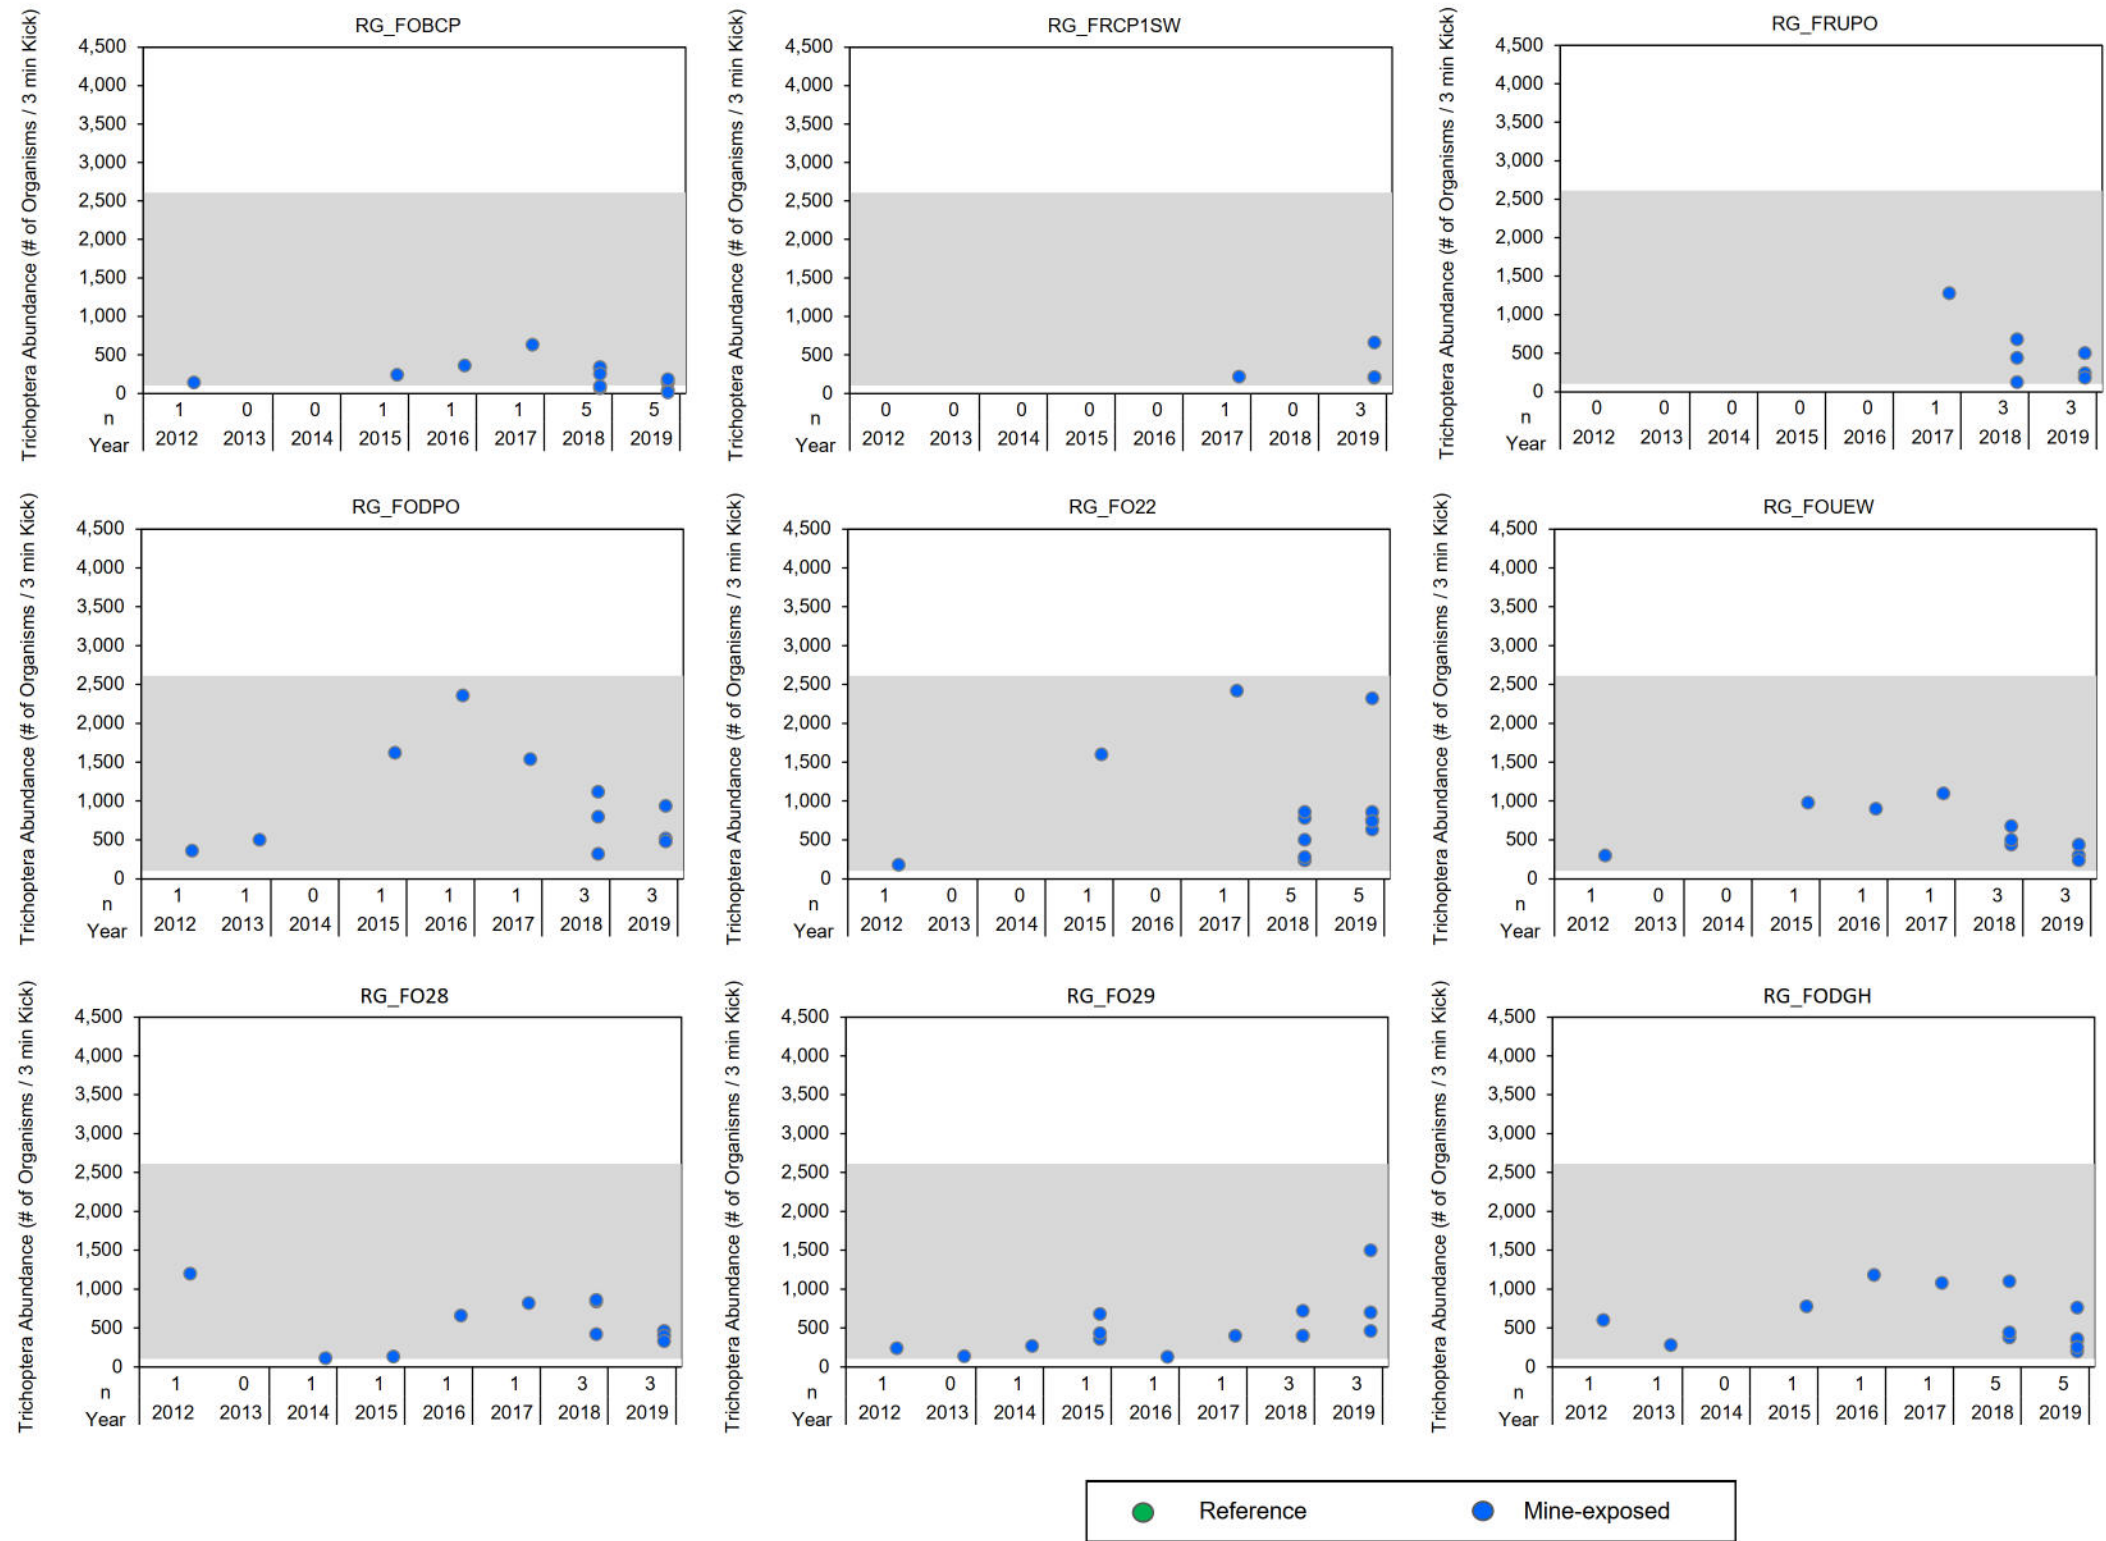 RG_FOBCP
Trichoptera Abundance (# of Organisms / 3 min Kick)
4,500
4,000
3,500
3,000
2,500
2,000
1,500
1,000
500
0
n 1 0 0 1 1 1 5 5
Year 2012 2013 2014 2015 2016 2017 2018 2019
RG_FRCP1SW
Trichoptera Abundance (# of Organisms / 3 min Kick)
4,500
4,000
3,500
3,000
2,500
2,000
1,500
1,000
500
0
n 0 0 0 0 0 1 0 3
Year 2012 2013 2014 2015 2016 2017 2018 2019
RG_FRUPO
Trichoptera Abundance (# of Organisms / 3 min Kick)
4,500
4,000
3,500
3,000
2,500
2,000
1,500
1,000
500
0
n 0 0 0 0 0 1 3 3
Year 2012 2013 2014 2015 2016 2017 2018 2019
RG_FODPO
Trichoptera Abundance (# of Organisms / 3 min Kick)
4,500
4,000
3,500
3,000
2,500
2,000
1,500
1,000
500
0
n 1 1 0 1 1 1 3 3
Year 2012 2013 2014 2015 2016 2017 2018 2019
RG_FO22
Trichoptera Abundance (# of Organisms / 3 min Kick)
4,500
4,000
3,500
3,000
2,500
2,000
1,500
1,000
500
0
n 1 0 0 1 0 1 5 5
Year 2012 2013 2014 2015 2016 2017 2018 2019
RG_FOUEW
Trichoptera Abundance (# of Organisms / 3 min Kick)
4,500
4,000
3,500
3,000
2,500
2,000
1,500
1,000
500
0
n 1 0 0 1 1 1 3 3
Year 2012 2013 2014 2015 2016 2017 2018 2019
RG_FO28
Trichoptera Abundance (# of Organisms / 3 min Kick)
4,500
4,000
3,500
3,000
2,500
2,000
1,500
1,000
500
0
n 1 0 1 1 1 1 3 3
Year 2012 2013 2014 2015 2016 2017 2018 2019
RG_FO29
Trichoptera Abundance (# of Organisms / 3 min Kick)
4,500
4,000
3,500
3,000
2,500
2,000
1,500
1,000
500
0
n 1 0 1 1 1 1 3 3
Year 2012 2013 2014 2015 2016 2017 2018 2019
RG_FODGH
Trichoptera Abundance (# of Organisms / 3 min Kick)
4,500
4,000
3,500
3,000
2,500
2,000
1,500
1,000
500
0
n 1 1 0 1 1 1 5 5
Year 2012 2013 2014 2015 2016 2017 2018 2019
Reference Mine-exposed